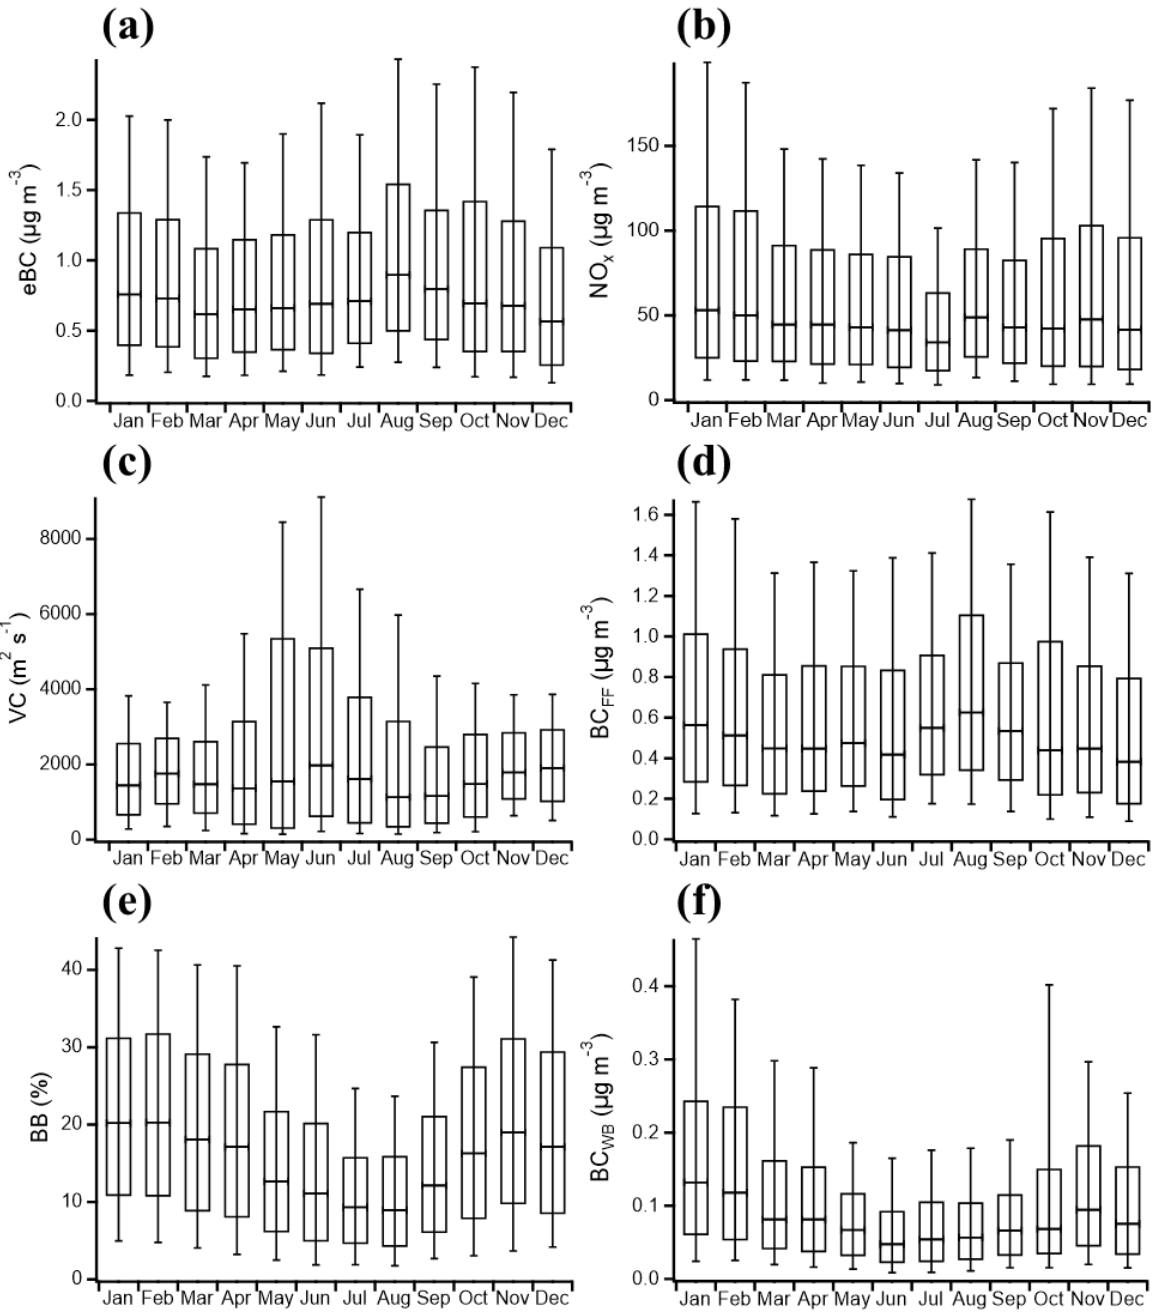 (a)
eBC (µg m⁻³)
2.0
1.5
1.0
0.5
0.0
Jan Feb Mar Apr May Jun Jul Aug Sep Oct Nov Dec
(b)
NOₓ (µg m⁻³)
150
100
50
0
Jan Feb Mar Apr May Jun Jul Aug Sep Oct Nov Dec
(c)
VC (m² s⁻¹)
8000
6000
4000
2000
0
Jan Feb Mar Apr May Jun Jul Aug Sep Oct Nov Dec
(d)
BC_FF (µg m⁻³)
1.6
1.4
1.2
1.0
0.8
0.6
0.4
0.2
0.0
Jan Feb Mar Apr May Jun Jul Aug Sep Oct Nov Dec
(e)
BB (%)
40
30
20
10
0
Jan Feb Mar Apr May Jun Jul Aug Sep Oct Nov Dec
(f)
BC_WB (µg m⁻³)
0.4
0.3
0.2
0.1
0.0
Jan Feb Mar Apr May Jun Jul Aug Sep Oct Nov Dec